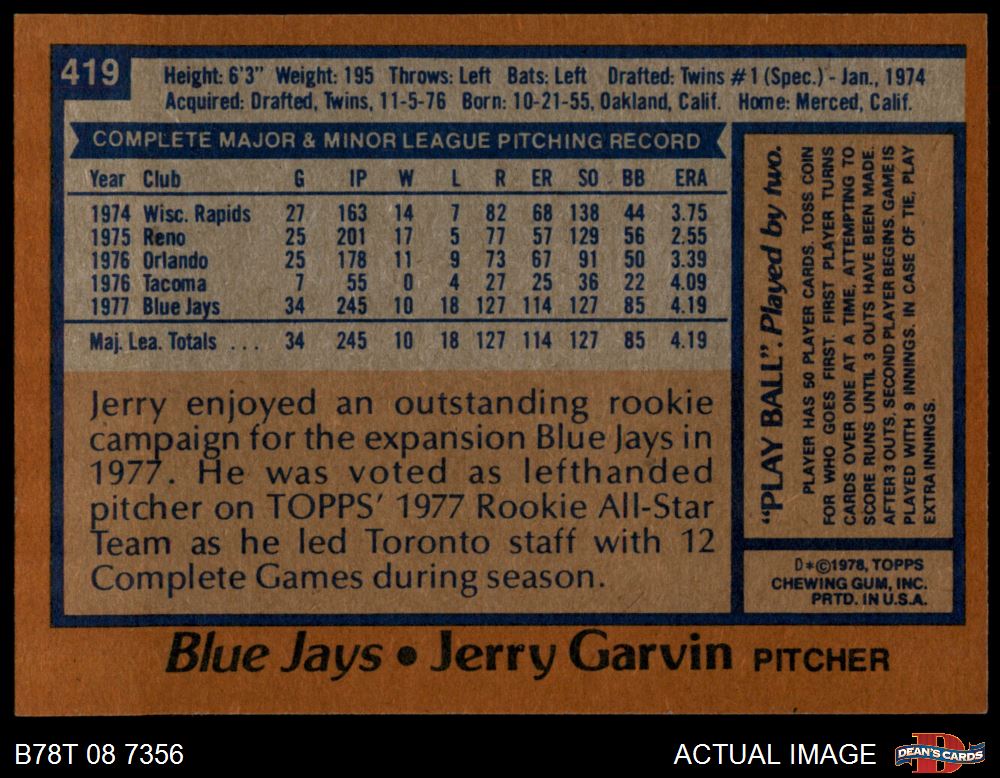 419
Height: 6'3" Weight: 195 Throws: Left Bats: Left Drafted: Twins #1 (Spec.) - Jan., 1974
Acquired: Drafted, Twins, 11-5-76 Born: 10-21-55, Oakland, Calif. Home: Merced, Calif.
COMPLETE MAJOR & MINOR LEAGUE PITCHING RECORD
Year Club G IP W L R ER SO BB ERA
1974 Wisc. Rapids 27 163 14 7 82 68 138 44 3.75
1975 Reno 25 201 17 5 77 57 129 56 2.55
1976 Orlando 25 178 11 9 73 67 91 50 3.39
1976 Tacoma 7 55 0 4 27 25 36 22 4.09
1977 Blue Jays 34 245 10 18 127 114 127 85 4.19
Maj. Lea. Totals . . . 34 245 10 18 127 114 127 85 4.19
Jerry enjoyed an outstanding rookie
campaign for the expansion Blue Jays in
1977. He was voted as lefthanded
pitcher on TOPPS' 1977 Rookie All-Star
Team as he led Toronto staff with 12
Complete Games during season.
"PLAY BALL". Played by two.
PLAYER HAS 50 PLAYER CARDS. TOSS COIN
FOR WHO GOES FIRST. FIRST PLAYER TURNS
CARDS OVER ONE AT A TIME, ATTEMPTING TO
SCORE RUNS UNTIL 3 OUTS HAVE BEEN MADE.
AFTER 3 OUTS, SECOND PLAYER BEGINS. GAME IS
PLAYED WITH 9 INNINGS. IN CASE OF TIE, PLAY
EXTRA INNINGS.
D*©1978, TOPPS
CHEWING GUM, INC.
PRTD. IN U.S.A.
Blue Jays • Jerry Garvin PITCHER
B78T 08 7356
ACTUAL IMAGE
D
DEAN'S CARDS